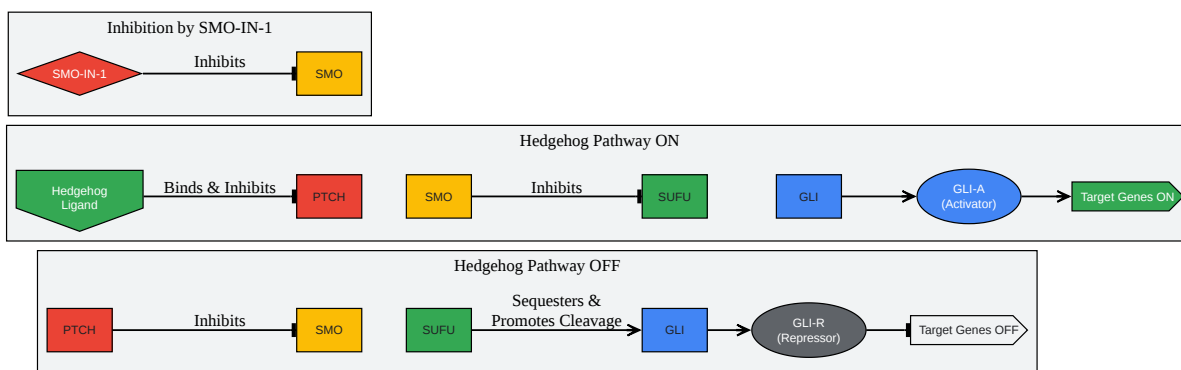 Inhibition by SMO-IN-1
SMO-IN-1
Inhibits
SMO
Hedgehog Pathway ON
Hedgehog
Ligand
Binds & Inhibits
PTCH
SMO
Inhibits
SUFU
GLI
GLI-A
(Activator)
Target Genes ON
Hedgehog Pathway OFF
PTCH
Inhibits
SMO
SUFU
Sequesters &
Promotes Cleavage
GLI
GLI-R
(Repressor)
Target Genes OFF